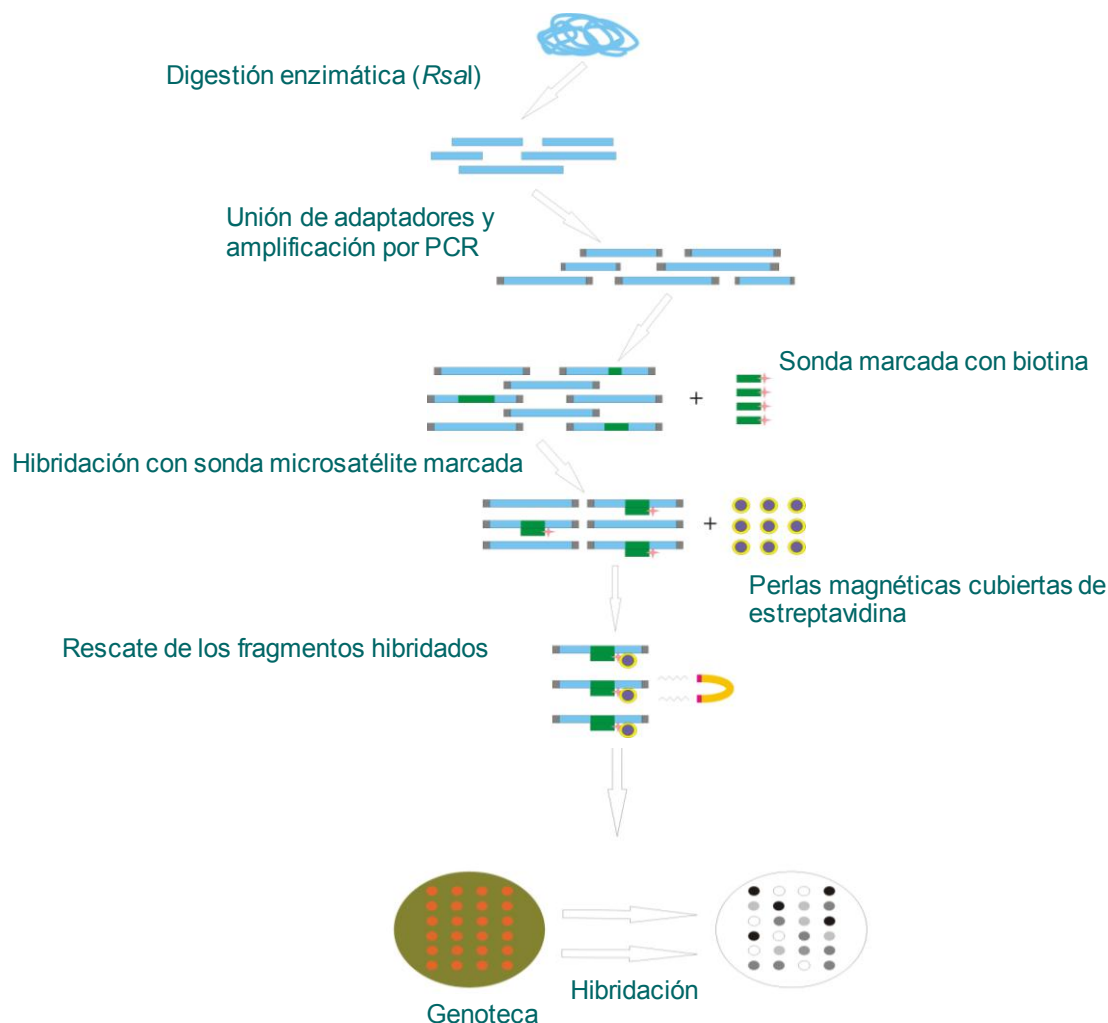 Digestión enzimática (RsaI)
Unión de adaptadores y
amplificación por PCR
Sonda marcada con biotina
+
Hibridación con sonda microsatélite marcada
+
Perlas magnéticas cubiertas de
estreptavidina
Rescate de los fragmentos hibridados
Hibridación
Genoteca